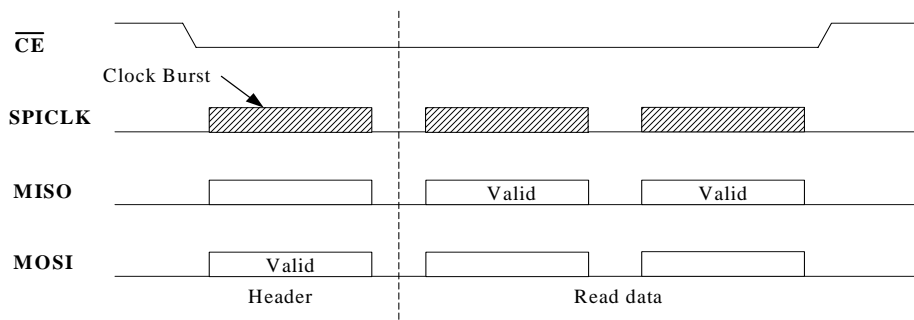 CE
Clock Burst
SPICLK
MISO Valid Valid
MOSI Valid
Header Read data